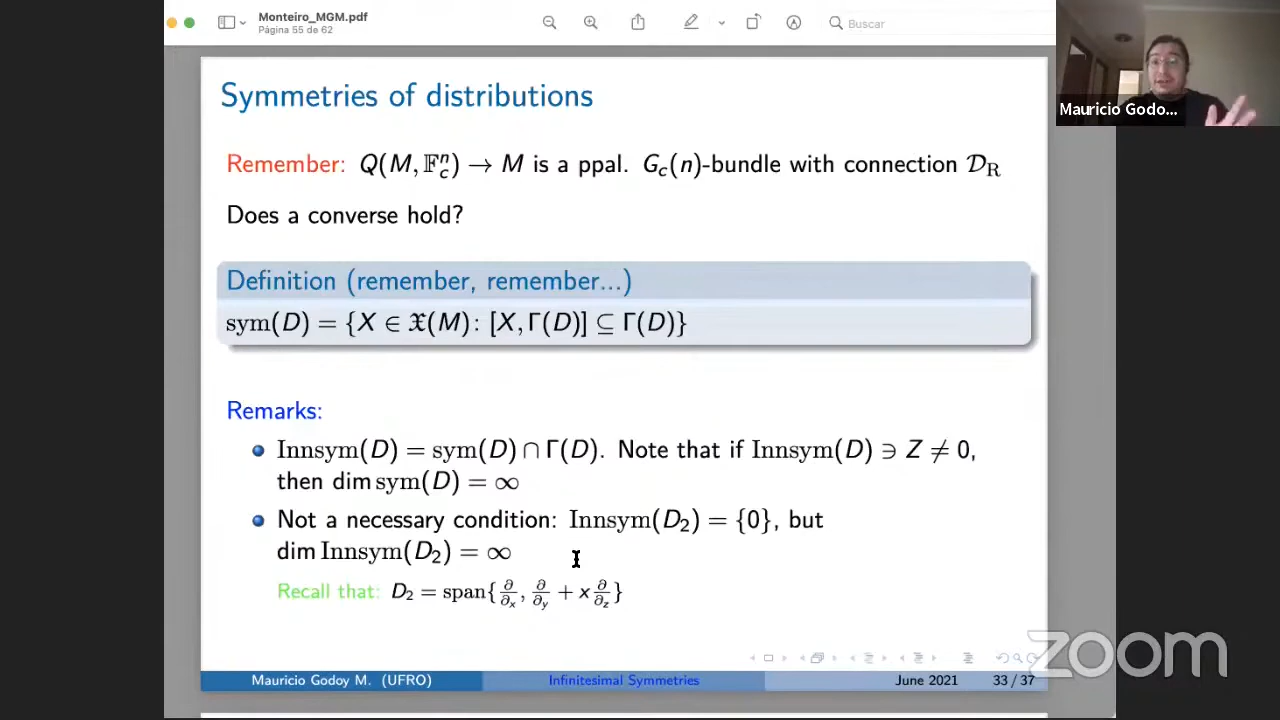 Monteiro_MGM.pdf
Página 55 de 62
Buscar
Mauricio Godo...
Symmetries of distributions
Remember: Q(M, 𝔽ⁿ_c) → M is a ppal. G_c(n)-bundle with connection 𝒟_R
Does a converse hold?
Definition (remember, remember...)
sym(D) = {X ∈ 𝔛(M): [X, Γ(D)] ⊆ Γ(D)}
Remarks:
Innsym(D) = sym(D) ∩ Γ(D). Note that if Innsym(D) ∋ Z ≠ 0,
then dim sym(D) = ∞
Not a necessary condition: Innsym(D₂) = {0}, but
dim Innsym(D₂) = ∞
Recall that: D₂ = span{∂/∂_x, ∂/∂_y + x ∂/∂_z}
Mauricio Godoy M. (UFRO)
Infinitesimal Symmetries
June 2021
33 / 37
zoom